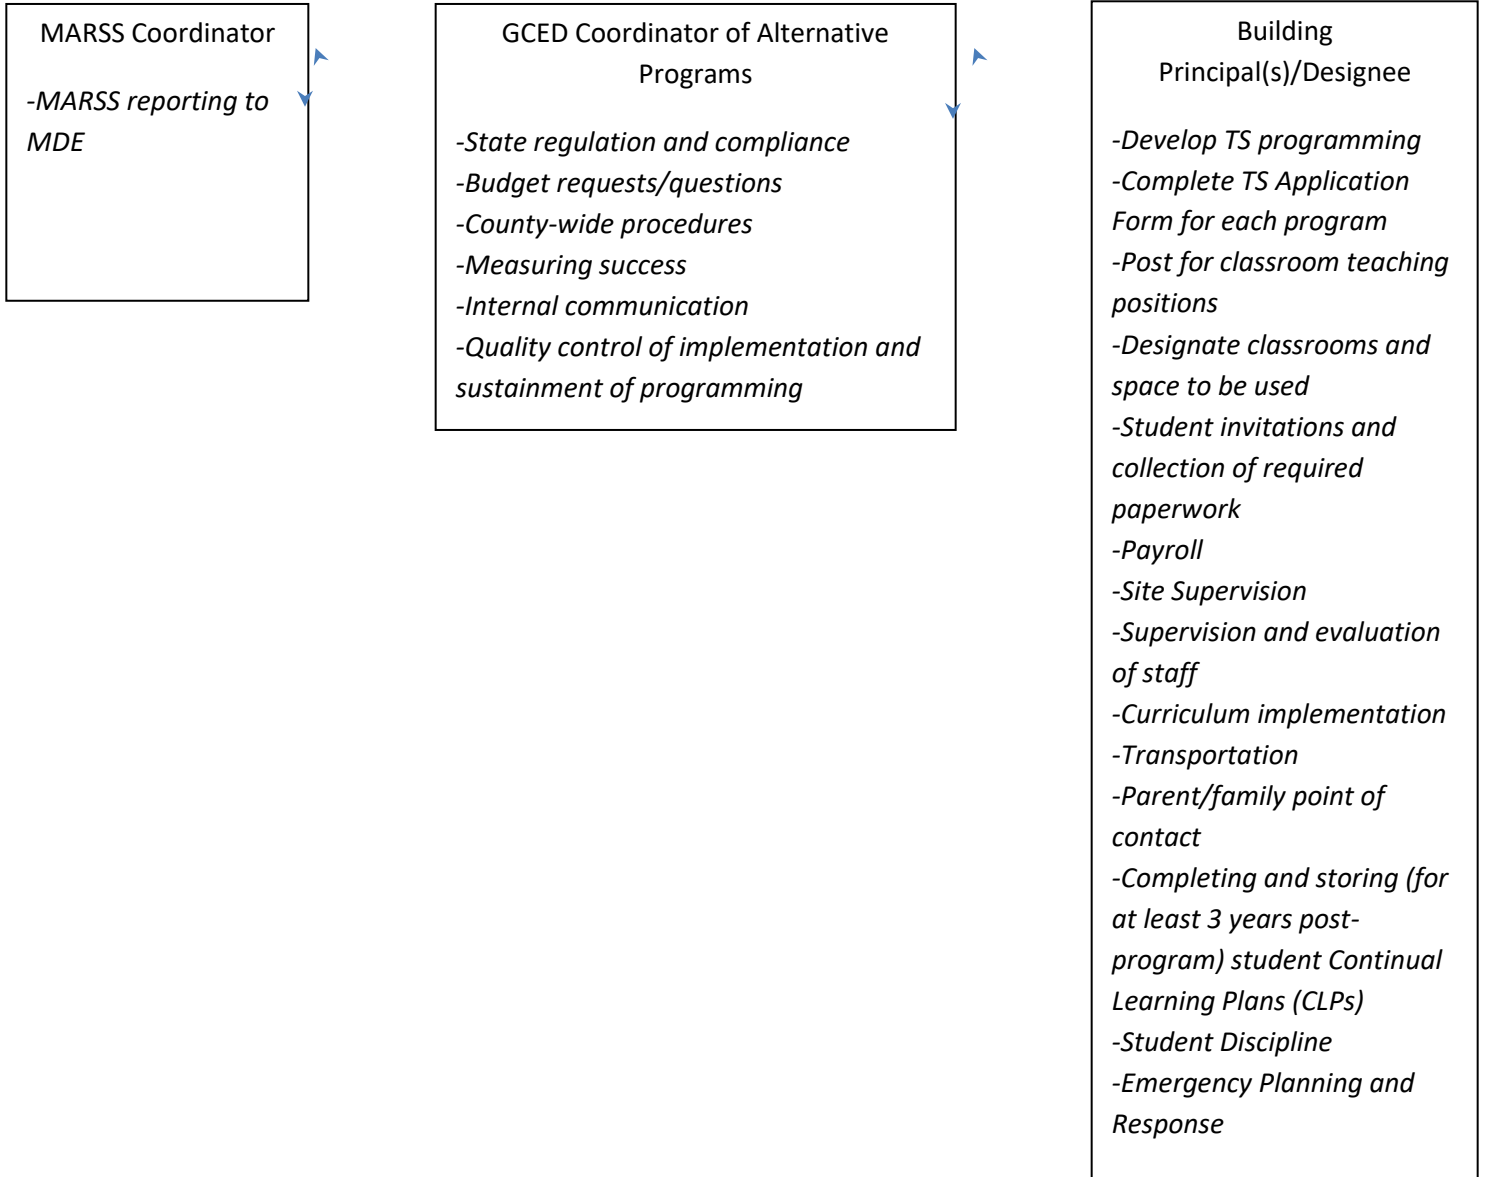 MARSS Coordinator
-MARSS reporting to
MDE
GCED Coordinator of Alternative
Programs
-State regulation and compliance
-Budget requests/questions
-County-wide procedures
-Measuring success
-Internal communication
-Quality control of implementation and
sustainment of programming
Building
Principal(s)/Designee
-Develop TS programming
-Complete TS Application
Form for each program
-Post for classroom teaching
positions
-Designate classrooms and
space to be used
-Student invitations and
collection of required
paperwork
-Payroll
-Site Supervision
-Supervision and evaluation
of staff
-Curriculum implementation
-Transportation
-Parent/family point of
contact
-Completing and storing (for
at least 3 years post-
program) student Continual
Learning Plans (CLPs)
-Student Discipline
-Emergency Planning and
Response